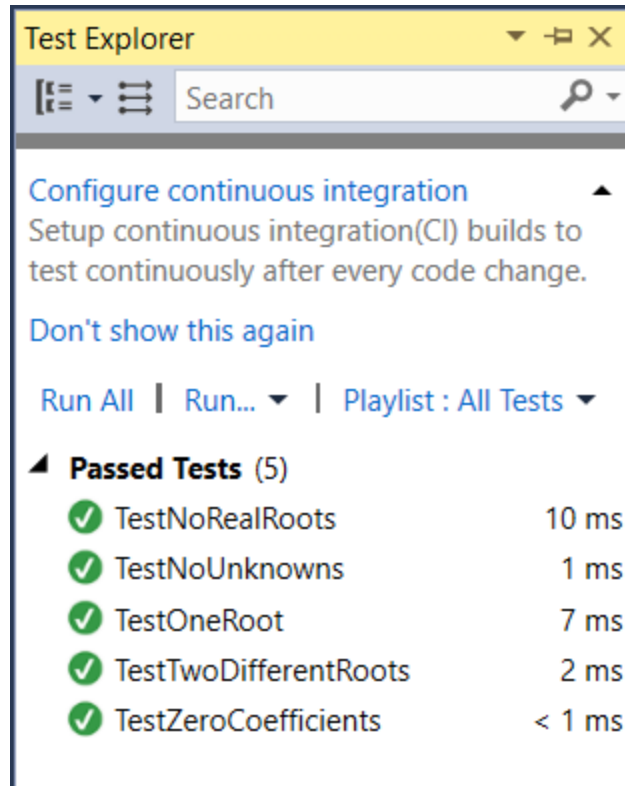 Test Explorer
Search
Configure continuous integration
Setup continuous integration(CI) builds to
test continuously after every code change.
Don't show this again
Run All | Run... | Playlist : All Tests
Passed Tests (5)
TestNoRealRoots 10 ms
TestNoUnknowns 1 ms
TestOneRoot 7 ms
TestTwoDifferentRoots 2 ms
TestZeroCoefficients < 1 ms